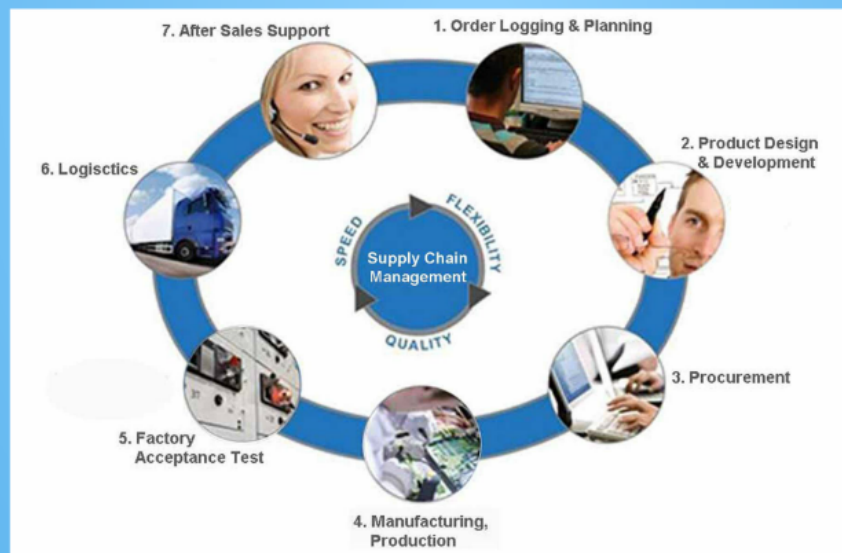 7. After Sales Support
1. Order Logging & Planning
2. Product Design
& Development
6. Logisctics
SPEED
FLEXIBILITY
Supply Chain
Management
QUALITY
3. Procurement
5. Factory
Acceptance Test
4. Manufacturing,
Production